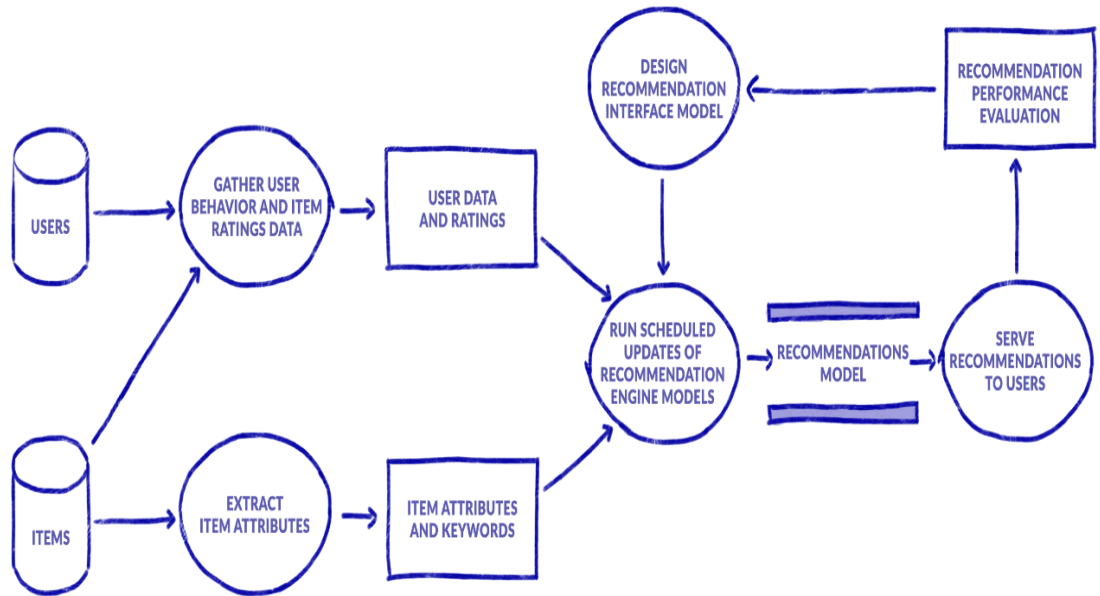 DESIGN
RECOMMENDATION
INTERFACE MODEL
RECOMMENDATION
PERFORMANCE
EVALUATION
USERS
GATHER USER
BEHAVIOR AND ITEM
RATINGS DATA
USER DATA
AND RATINGS
RUN SCHEDULED
UPDATES OF
RECOMMENDATION
ENGINE MODELS
RECOMMENDATIONS
MODEL
SERVE
RECOMMENDATIONS
TO USERS
ITEMS
EXTRACT
ITEM ATTRIBUTES
ITEM ATTRIBUTES
AND KEYWORDS